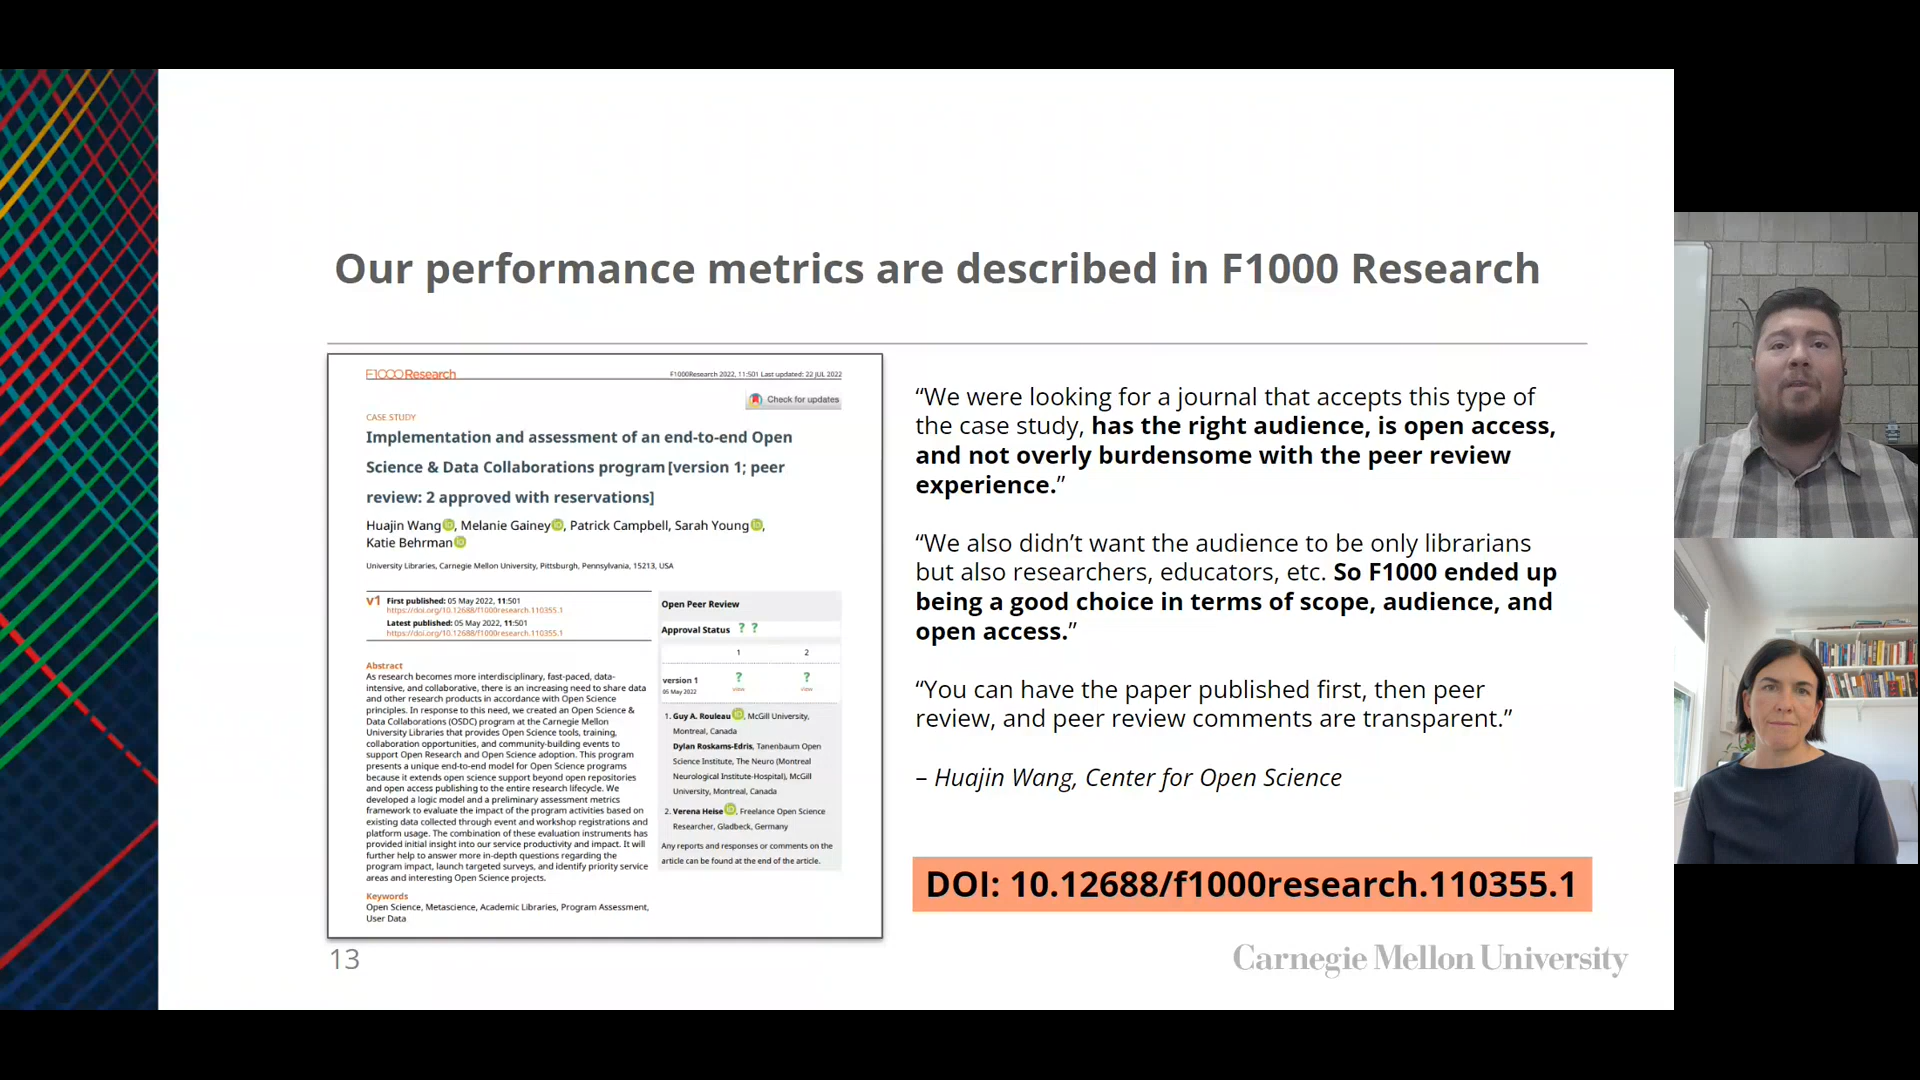 Our performance metrics are described in F1000 Research
F1000Research
F1000Research 2022, 11:501 Last updated: 22 JUL 2022
Check for updates
CASE STUDY
Implementation and assessment of an end-to-end Open
Science & Data Collaborations program [version 1; peer
review: 2 approved with reservations]
Huajin Wang, Melanie Gainey, Patrick Campbell, Sarah Young,
Katie Behrman
University Libraries, Carnegie Mellon University, Pittsburgh, Pennsylvania, 15213, USA
v1 First published: 05 May 2022, 11:501
https://doi.org/10.12688/f1000research.110355.1
Latest published: 05 May 2022, 11:501
https://doi.org/10.12688/f1000research.110355.1
Abstract
As research becomes more interdisciplinary, fast-paced, data-
intensive, and collaborative, there is an increasing need to share data
and other research products in accordance with Open Science
principles. In response to this need, we created an Open Science &
Data Collaborations (OSDC) program at the Carnegie Mellon
University Libraries that provides Open Science tools, training,
collaboration opportunities, and community-building events to
support Open Research and Open Science adoption. This program
presents a unique end-to-end model for Open Science programs
because it extends open science support beyond open repositories
and open access publishing to the entire research lifecycle. We
developed a logic model and a preliminary assessment metrics
framework to evaluate the impact of the program activities based on
existing data collected through event and workshop registrations and
platform usage. The combination of these evaluation instruments has
provided initial insight into our service productivity and impact. It will
further help to answer more in-depth questions regarding the
program impact, launch targeted surveys, and identify priority service
areas and interesting Open Science projects.
Keywords
Open Science, Metascience, Academic Libraries, Program Assessment,
User Data
Open Peer Review
Approval Status ? ?
1 2
version 1
05 May 2022
? ?
view view
1. Guy A. Rouleau, McGill University,
Montreal, Canada
Dylan Roskams-Edris, Tanenbaum Open
Science Institute, The Neuro (Montreal
Neurological Institute-Hospital), McGill
University, Montreal, Canada
2. Verena Heise, Freelance Open Science
Researcher, Gladbeck, Germany
Any reports and responses or comments on the
article can be found at the end of the article.
“We were looking for a journal that accepts this type of
the case study, has the right audience, is open access,
and not overly burdensome with the peer review
experience.”
“We also didn’t want the audience to be only librarians
but also researchers, educators, etc. So F1000 ended up
being a good choice in terms of scope, audience, and
open access.”
“You can have the paper published first, then peer
review, and peer review comments are transparent.”
– Huajin Wang, Center for Open Science
DOI: 10.12688/f1000research.110355.1
13
Carnegie Mellon University